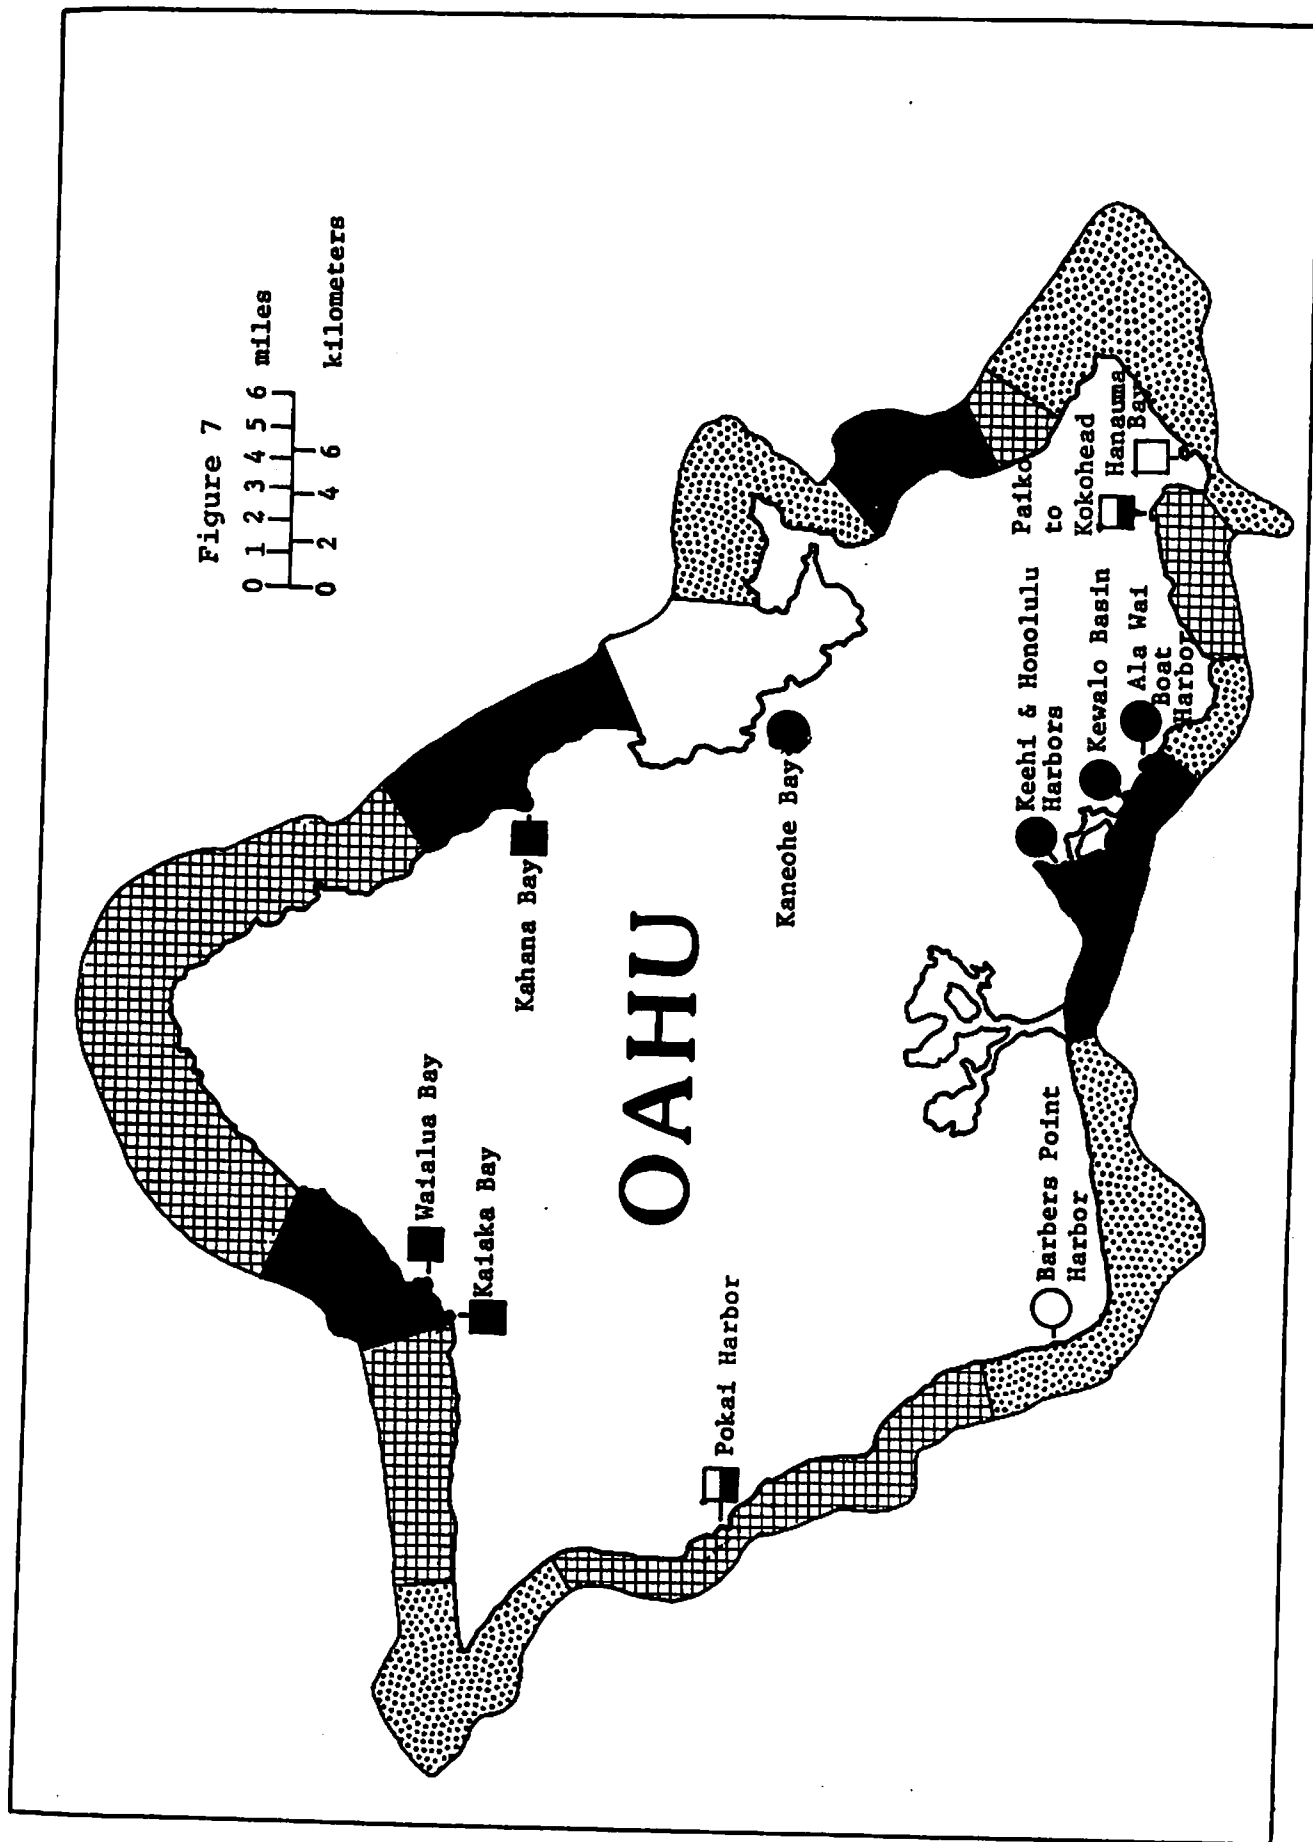 Figure 7
0 1 2 3 4 5 6 miles
0 2 4 6 kilometers
Waialua Bay
Kaiaka Bay
Kahana Bay
OAHU
Pokai Harbor
Kaneohe Bay
Barbers Point
Harbor
Keehi & Honolulu
Harbors
Kewalo Basin
Ala Wai
Boat
Harbor
Paiko
to
Kokohead
Hanauma
Bay